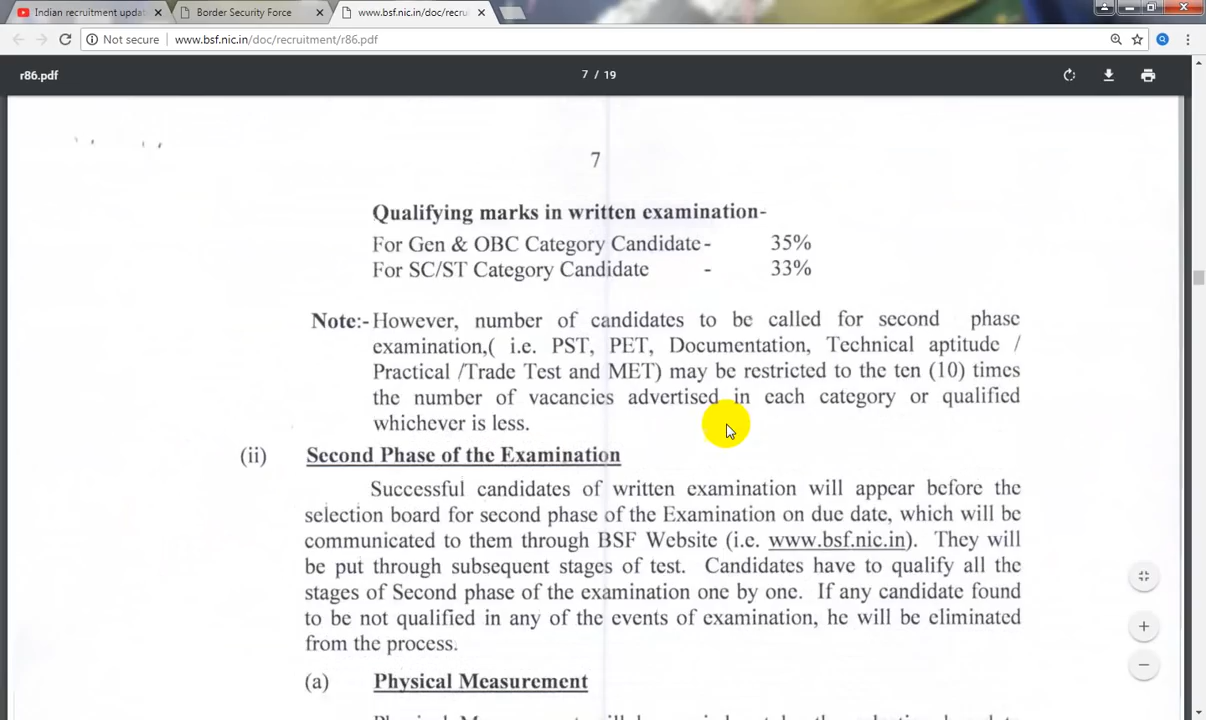 Indian recruitment updat
Border Security Force
www.bsf.nic.in/doc/recru
Not secure
www.bsf.nic.in/doc/recruitment/r86.pdf
r86.pdf
7 / 19
7
Qualifying marks in written examination-
For Gen & OBC Category Candidate - 35%
For SC/ST Category Candidate - 33%
Note:- However, number of candidates to be called for second phase
examination,( i.e. PST, PET, Documentation, Technical aptitude /
Practical /Trade Test and MET) may be restricted to the ten (10) times
the number of vacancies advertised in each category or qualified
whichever is less.
(ii) Second Phase of the Examination
Successful candidates of written examination will appear before the
selection board for second phase of the Examination on due date, which will be
communicated to them through BSF Website (i.e. www.bsf.nic.in). They will
be put through subsequent stages of test. Candidates have to qualify all the
stages of Second phase of the examination one by one. If any candidate found
to be not qualified in any of the events of examination, he will be eliminated
from the process.
(a) Physical Measurement